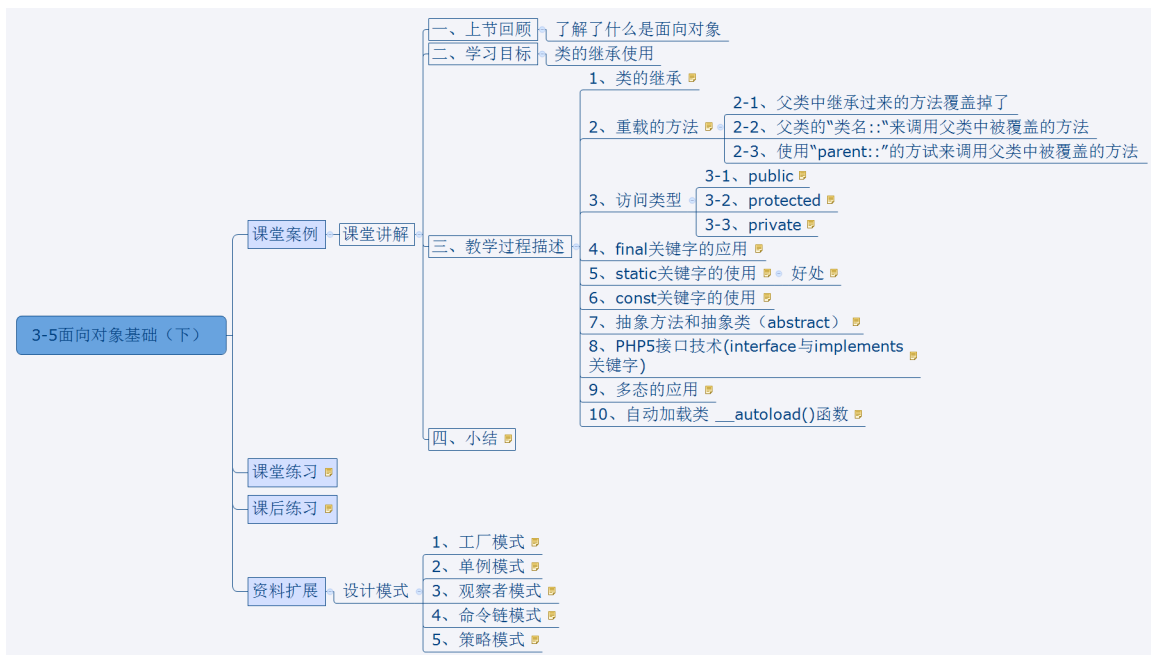 3-5面向对象基础（下）
课堂案例
课堂讲解
一、上节回顾
了解了什么是面向对象
二、学习目标
类的继承使用
三、教学过程描述
1、类的继承
2、重载的方法
2-1、父类中继承过来的方法覆盖掉了
2-2、父类的“类名::“来调用父类中被覆盖的方法
2-3、使用“parent::”的方试来调用父类中被覆盖的方法
3、访问类型
3-1、public
3-2、protected
3-3、private
4、final关键字的应用
5、static关键字的使用
好处
6、const关键字的使用
7、抽象方法和抽象类（abstract）
8、PHP5接口技术(interface与implements
关键字)
9、多态的应用
10、自动加载类 __autoload()函数
四、小结
课堂练习
课后练习
资料扩展
设计模式
1、工厂模式
2、单例模式
3、观察者模式
4、命令链模式
5、策略模式